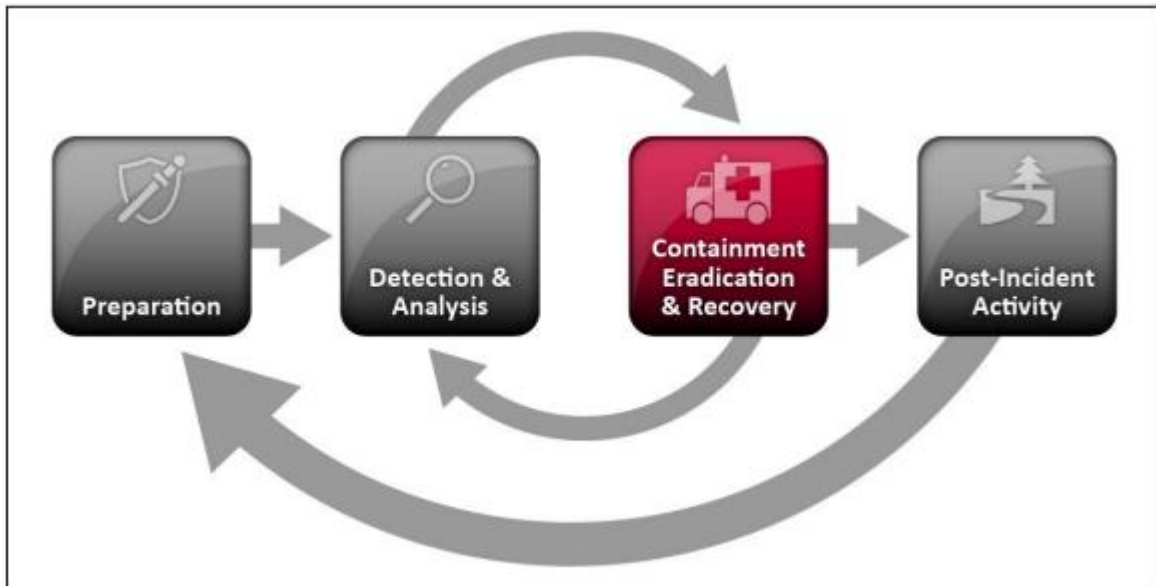 Preparation
Detection &
Analysis
Containment
Eradication
& Recovery
Post-Incident
Activity